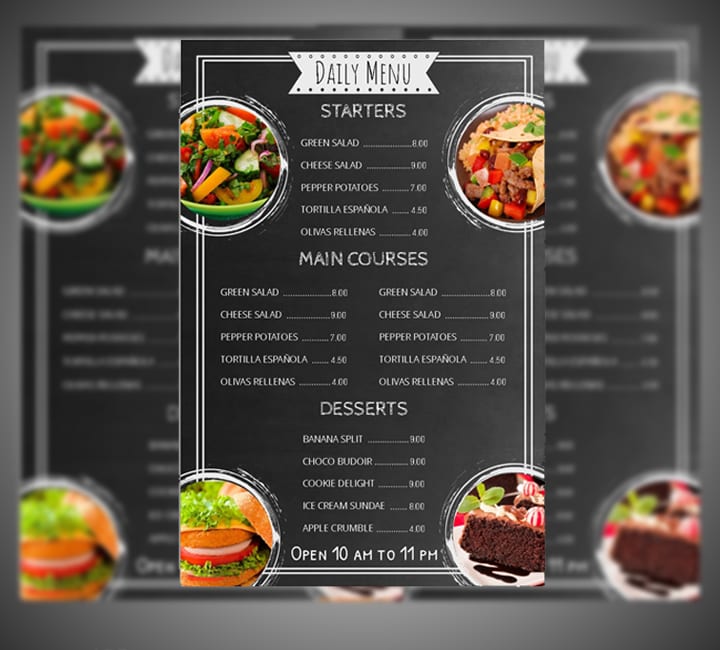 Daily Menu
STARTERS
GREEN SALAD ....................8.00
CHEESE SALAD ...................9.00
PEPPER POTATOES ...........7.00
TORTILLA ESPAÑOLA ....... 4.50
OLIVAS RELLENAS .............4.00
MAIN COURSES
GREEN SALAD ....................8.00 GREEN SALAD ....................8.00
CHEESE SALAD ..................9.00 CHEESE SALAD ..................9.00
PEPPER POTATOES ............7.00 PEPPER POTATOES ...........7.00
TORTILLA ESPAÑOLA ....... 4.50 TORTILLA ESPAÑOLA ....... 4.50
OLIVAS RELLENAS .............4.00 OLIVAS RELLENAS .............4.00
DESSERTS
BANANA SPLIT .................9.00
CHOCO BUDOIR ..............9.00
COOKIE DELIGHT .............9.00
ICE CREAM SUNDAE .......8.00
APPLE CRUMBLE .............4.00
Open 10 am to 11 pm